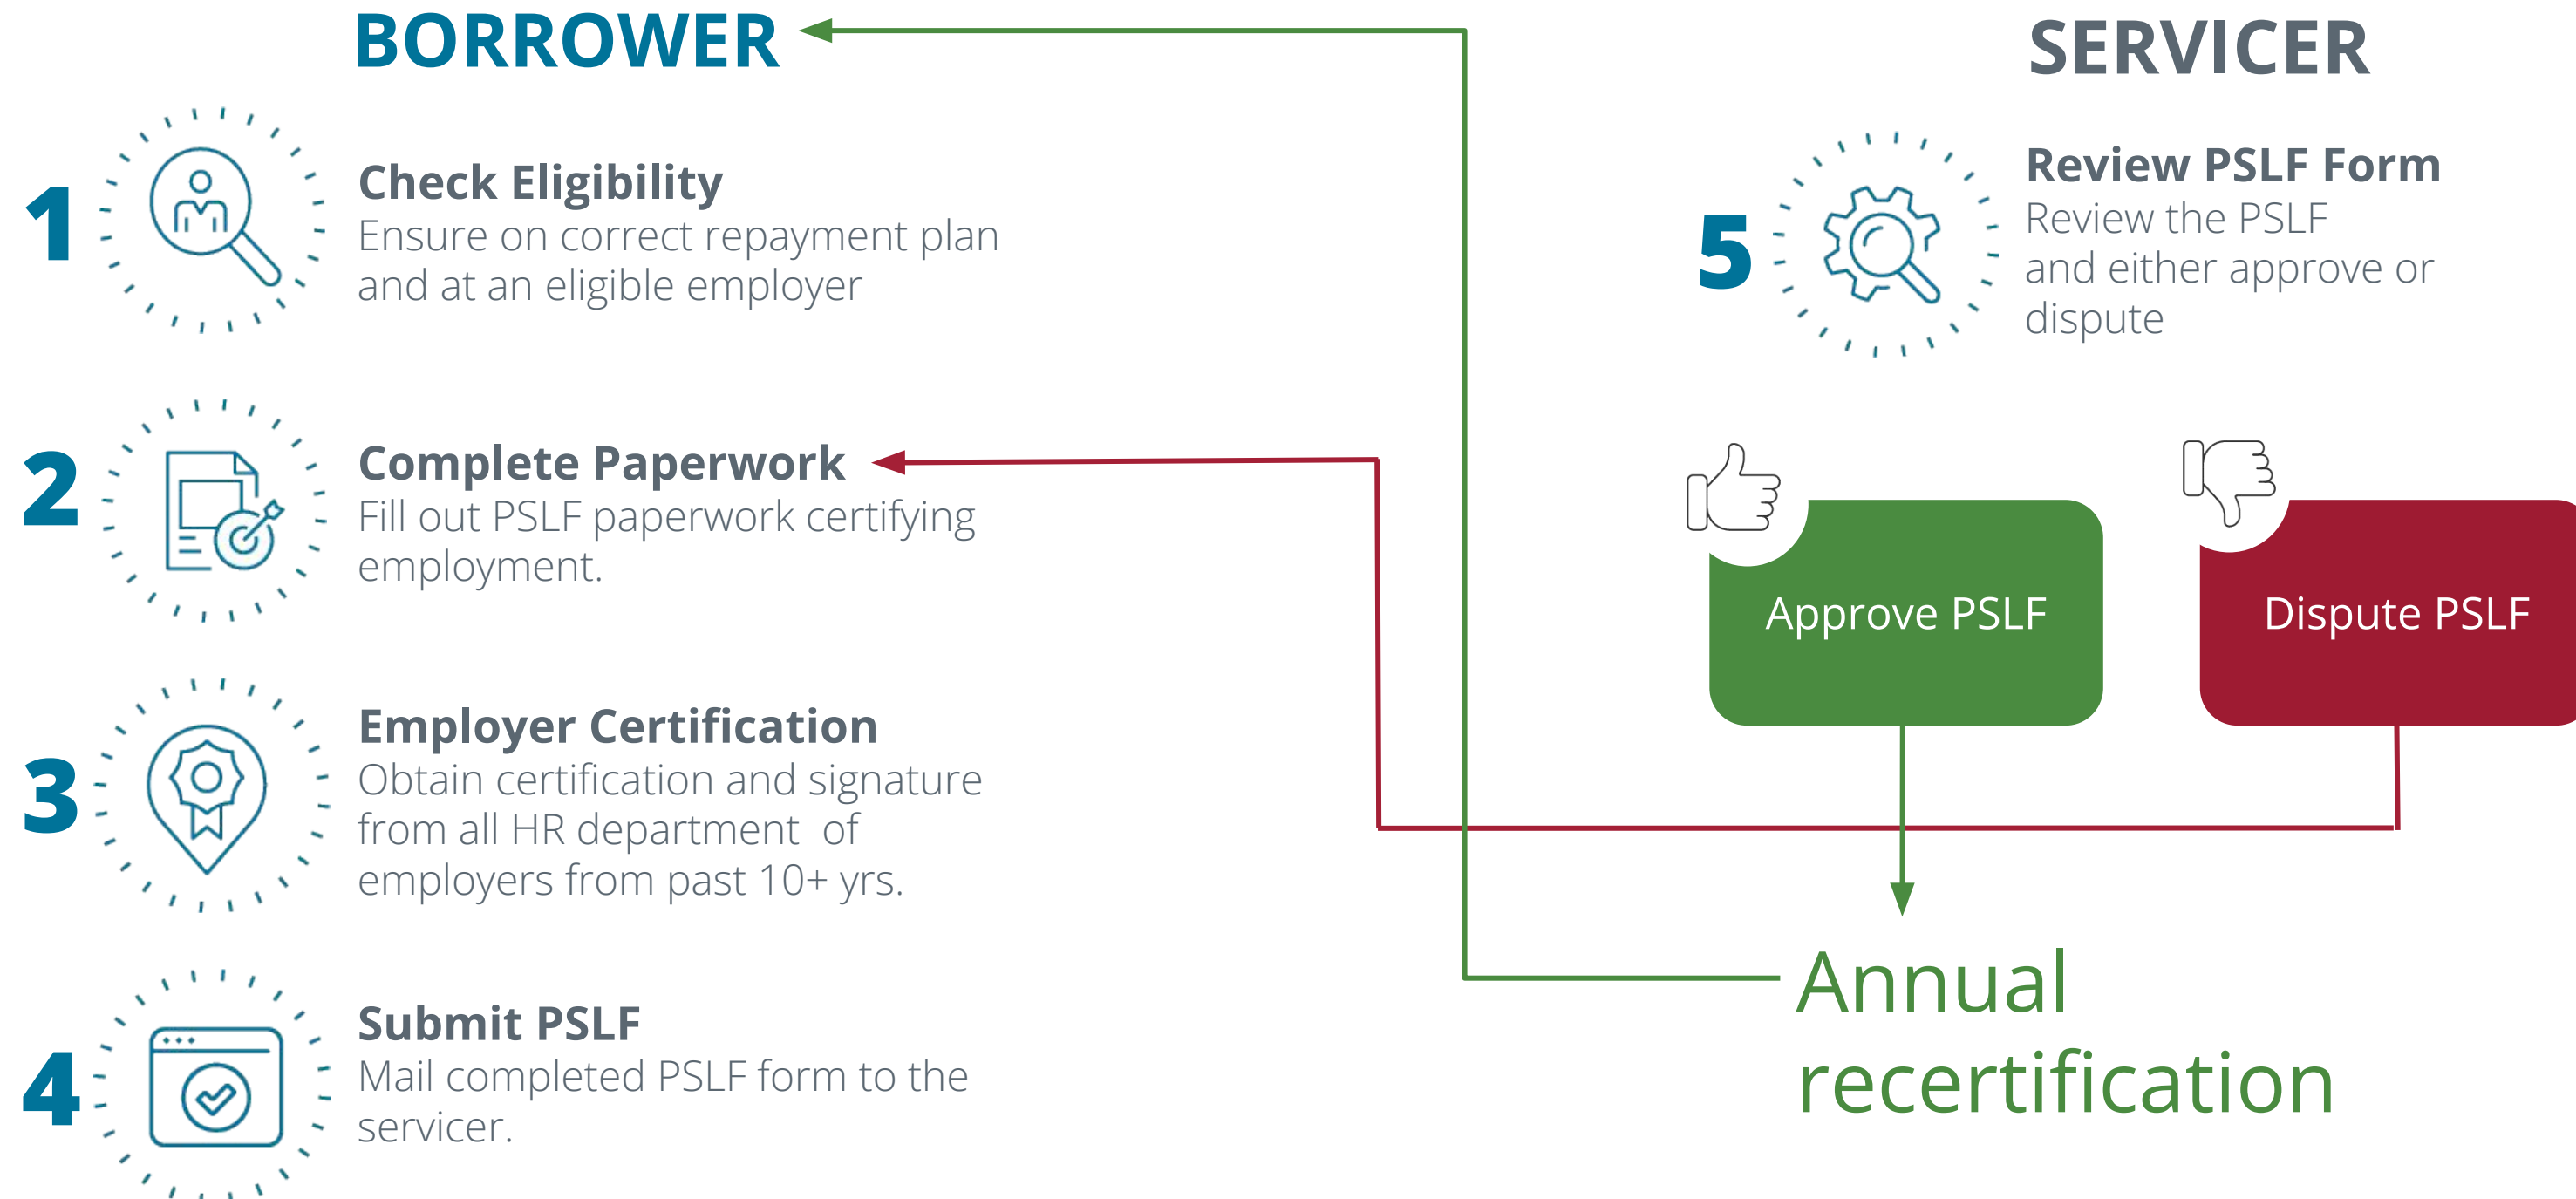 BORROWER
1
Check Eligibility
Ensure on correct repayment plan
and at an eligible employer
2
Complete Paperwork
Fill out PSLF paperwork certifying
employment.
3
Employer Certification
Obtain certification and signature
from all HR department  of
employers from past 10+ yrs.
4
Submit PSLF
Mail completed PSLF form to the
servicer.
SERVICER
5
Review PSLF Form
Review the PSLF
and either approve or
dispute
Approve PSLF
Dispute PSLF
Annual
recertification